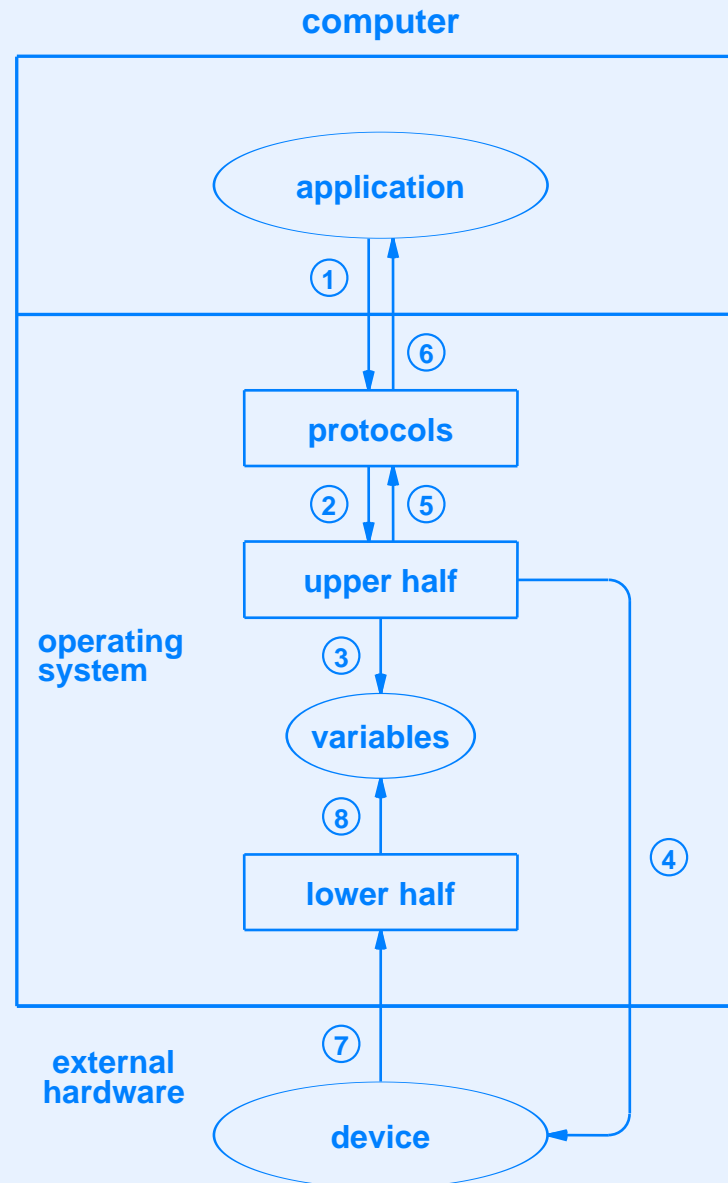 computer
application
1
6
protocols
2
5
upper half
operating
system
3
variables
8
4
lower half
7
external
hardware
device